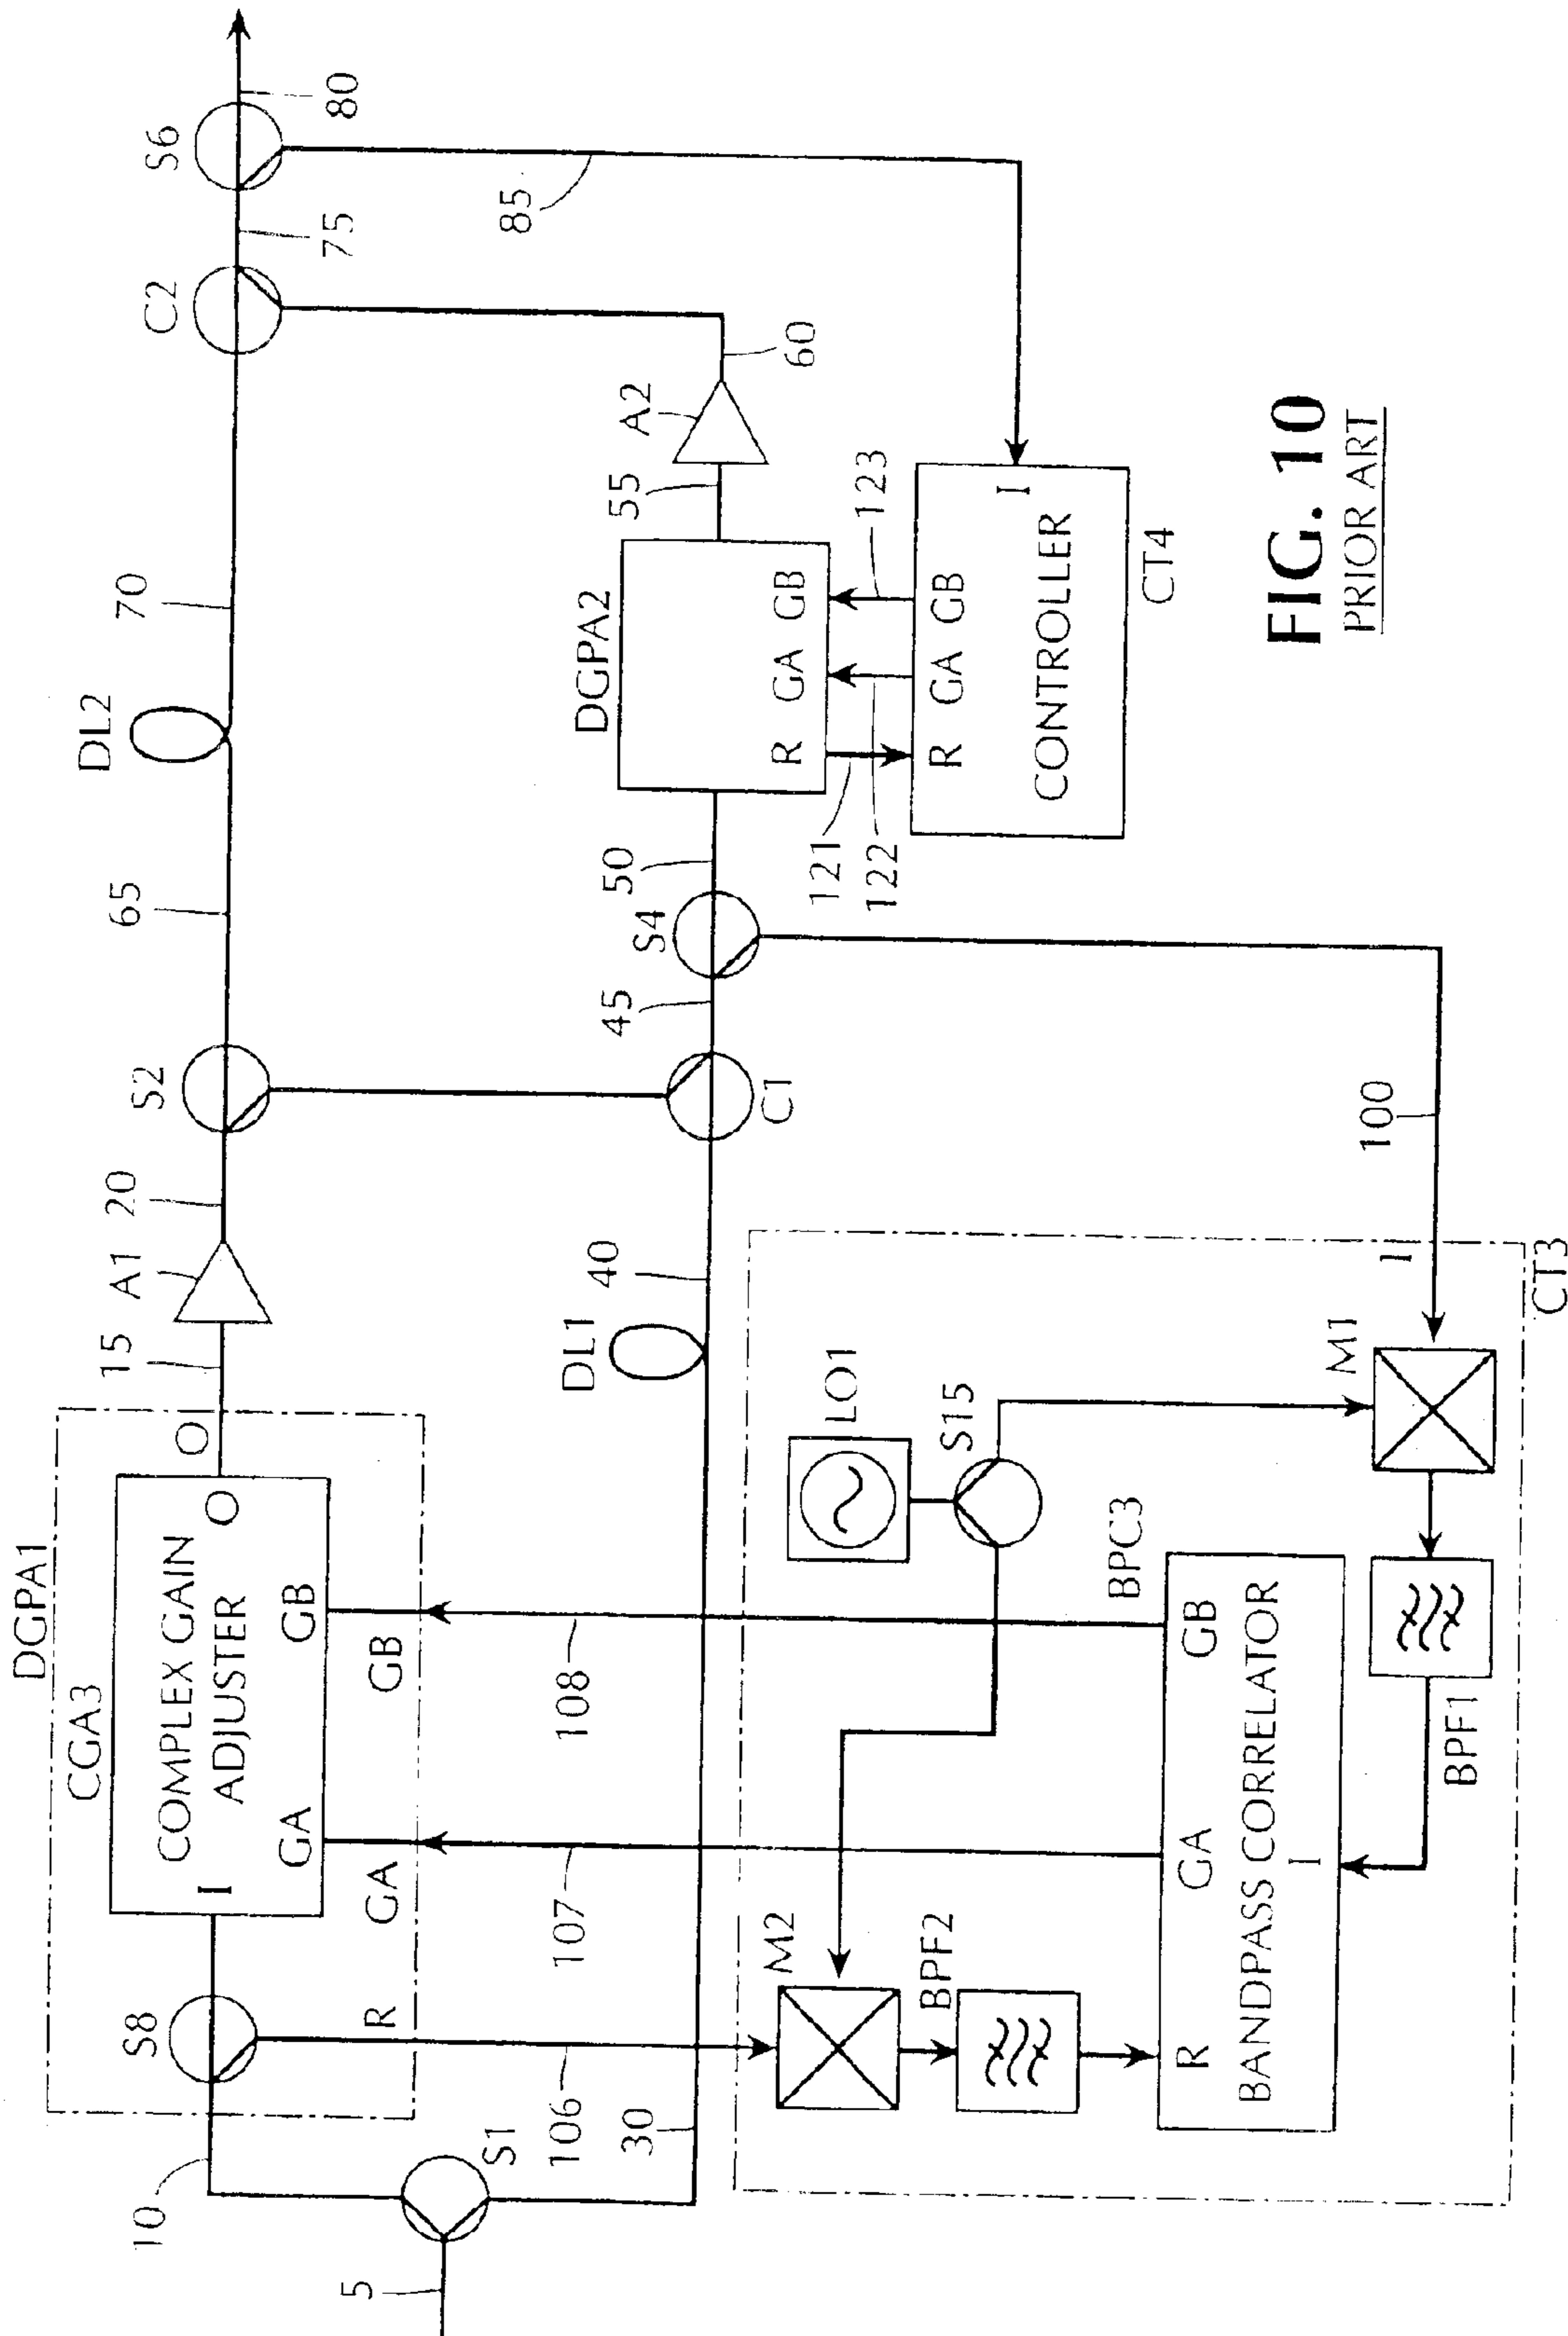 DGPA1
CGA3
COMPLEX GAIN
ADJUSTER
I
O
GA
GB
O
R
GA
GB
S8
10
5
S1
15
A1
20
S2
65
DL2
70
C2
75
S6
80
85
106
107
108
30
DL1
40
C1
45
S4
50
DGPA2
R
GA
GB
55
A2
60
121
122
123
R
GA
GB
I
CONTROLLER
CT4
100
M2
BPF2
LO1
S15
BPC3
R
GA
GB
I
BANDPASS CORRELATOR
BPF1
M1
I
CT3
FIG. 10
PRIOR ART